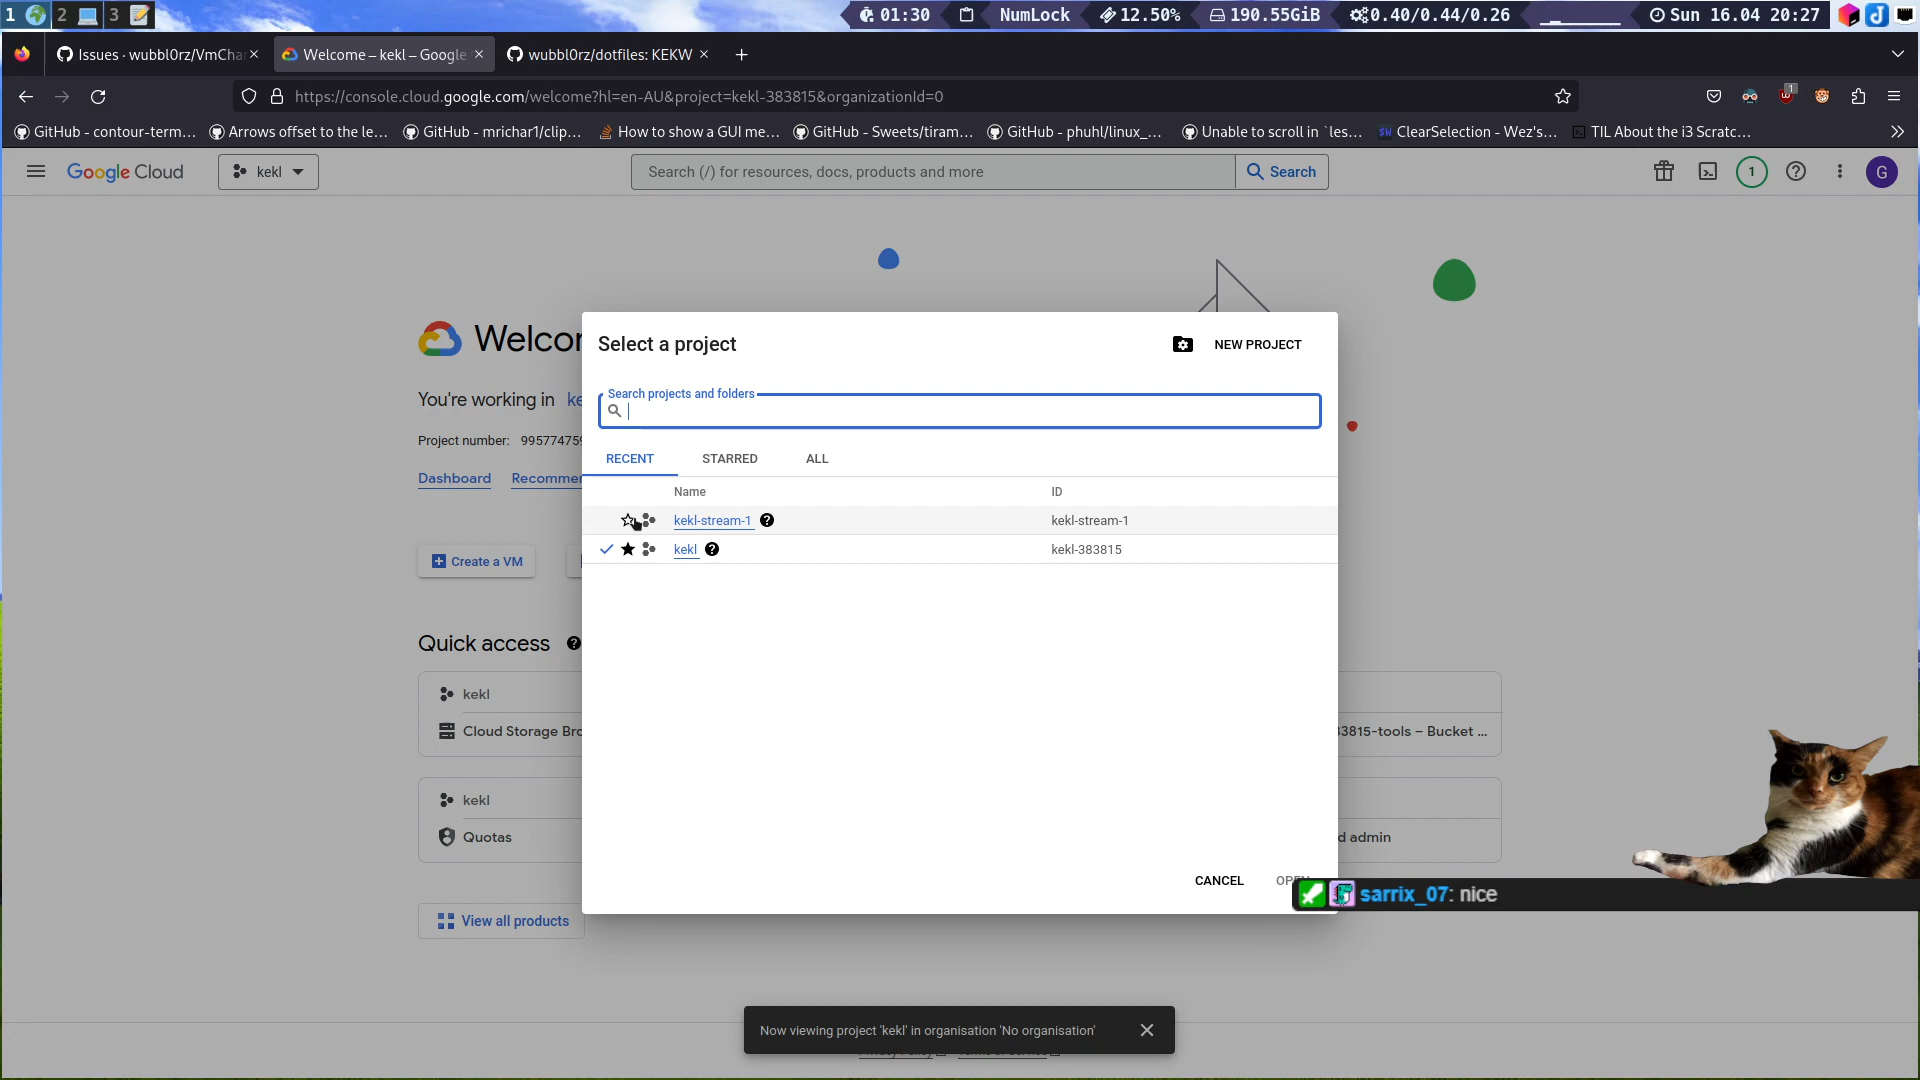 1 2 3 01:30 NumLock 12.50% 190.55GiB 0.40/0.44/0.26 Sun 16.04 20:27
Issues · wubbl0rz/VmCha Welcome – kekl – Google wubbl0rz/dotfiles: KEKW
https://console.cloud.google.com/welcome?hl=en-AU&project=kekl-383815&organizationId=0 1
GitHub - contour-term... Arrows offset to the le... GitHub - mrichar1/clip... How to show a GUI me... GitHub - Sweets/tiram... GitHub - phuhl/linux_... Unable to scroll in `les... ClearSelection - Wez's... TIL About the i3 Scratc...
Google Cloud kekl Search (/) for resources, docs, products and more Search 1 G
Welcor
You're working in ke
Project number: 99577475
Dashboard Recommer
Create a VM
Quick access
kekl
Cloud Storage Bro
kekl
Quotas
View all products
Select a project NEW PROJECT
Search projects and folders
RECENT STARRED ALL
Name ID
kekl-stream-1 kekl-stream-1
kekl kekl-383815
CANCEL OPEN
3815-tools – Bucket ...
d admin
sarrix_07: nice
Now viewing project 'kekl' in organisation 'No organisation'